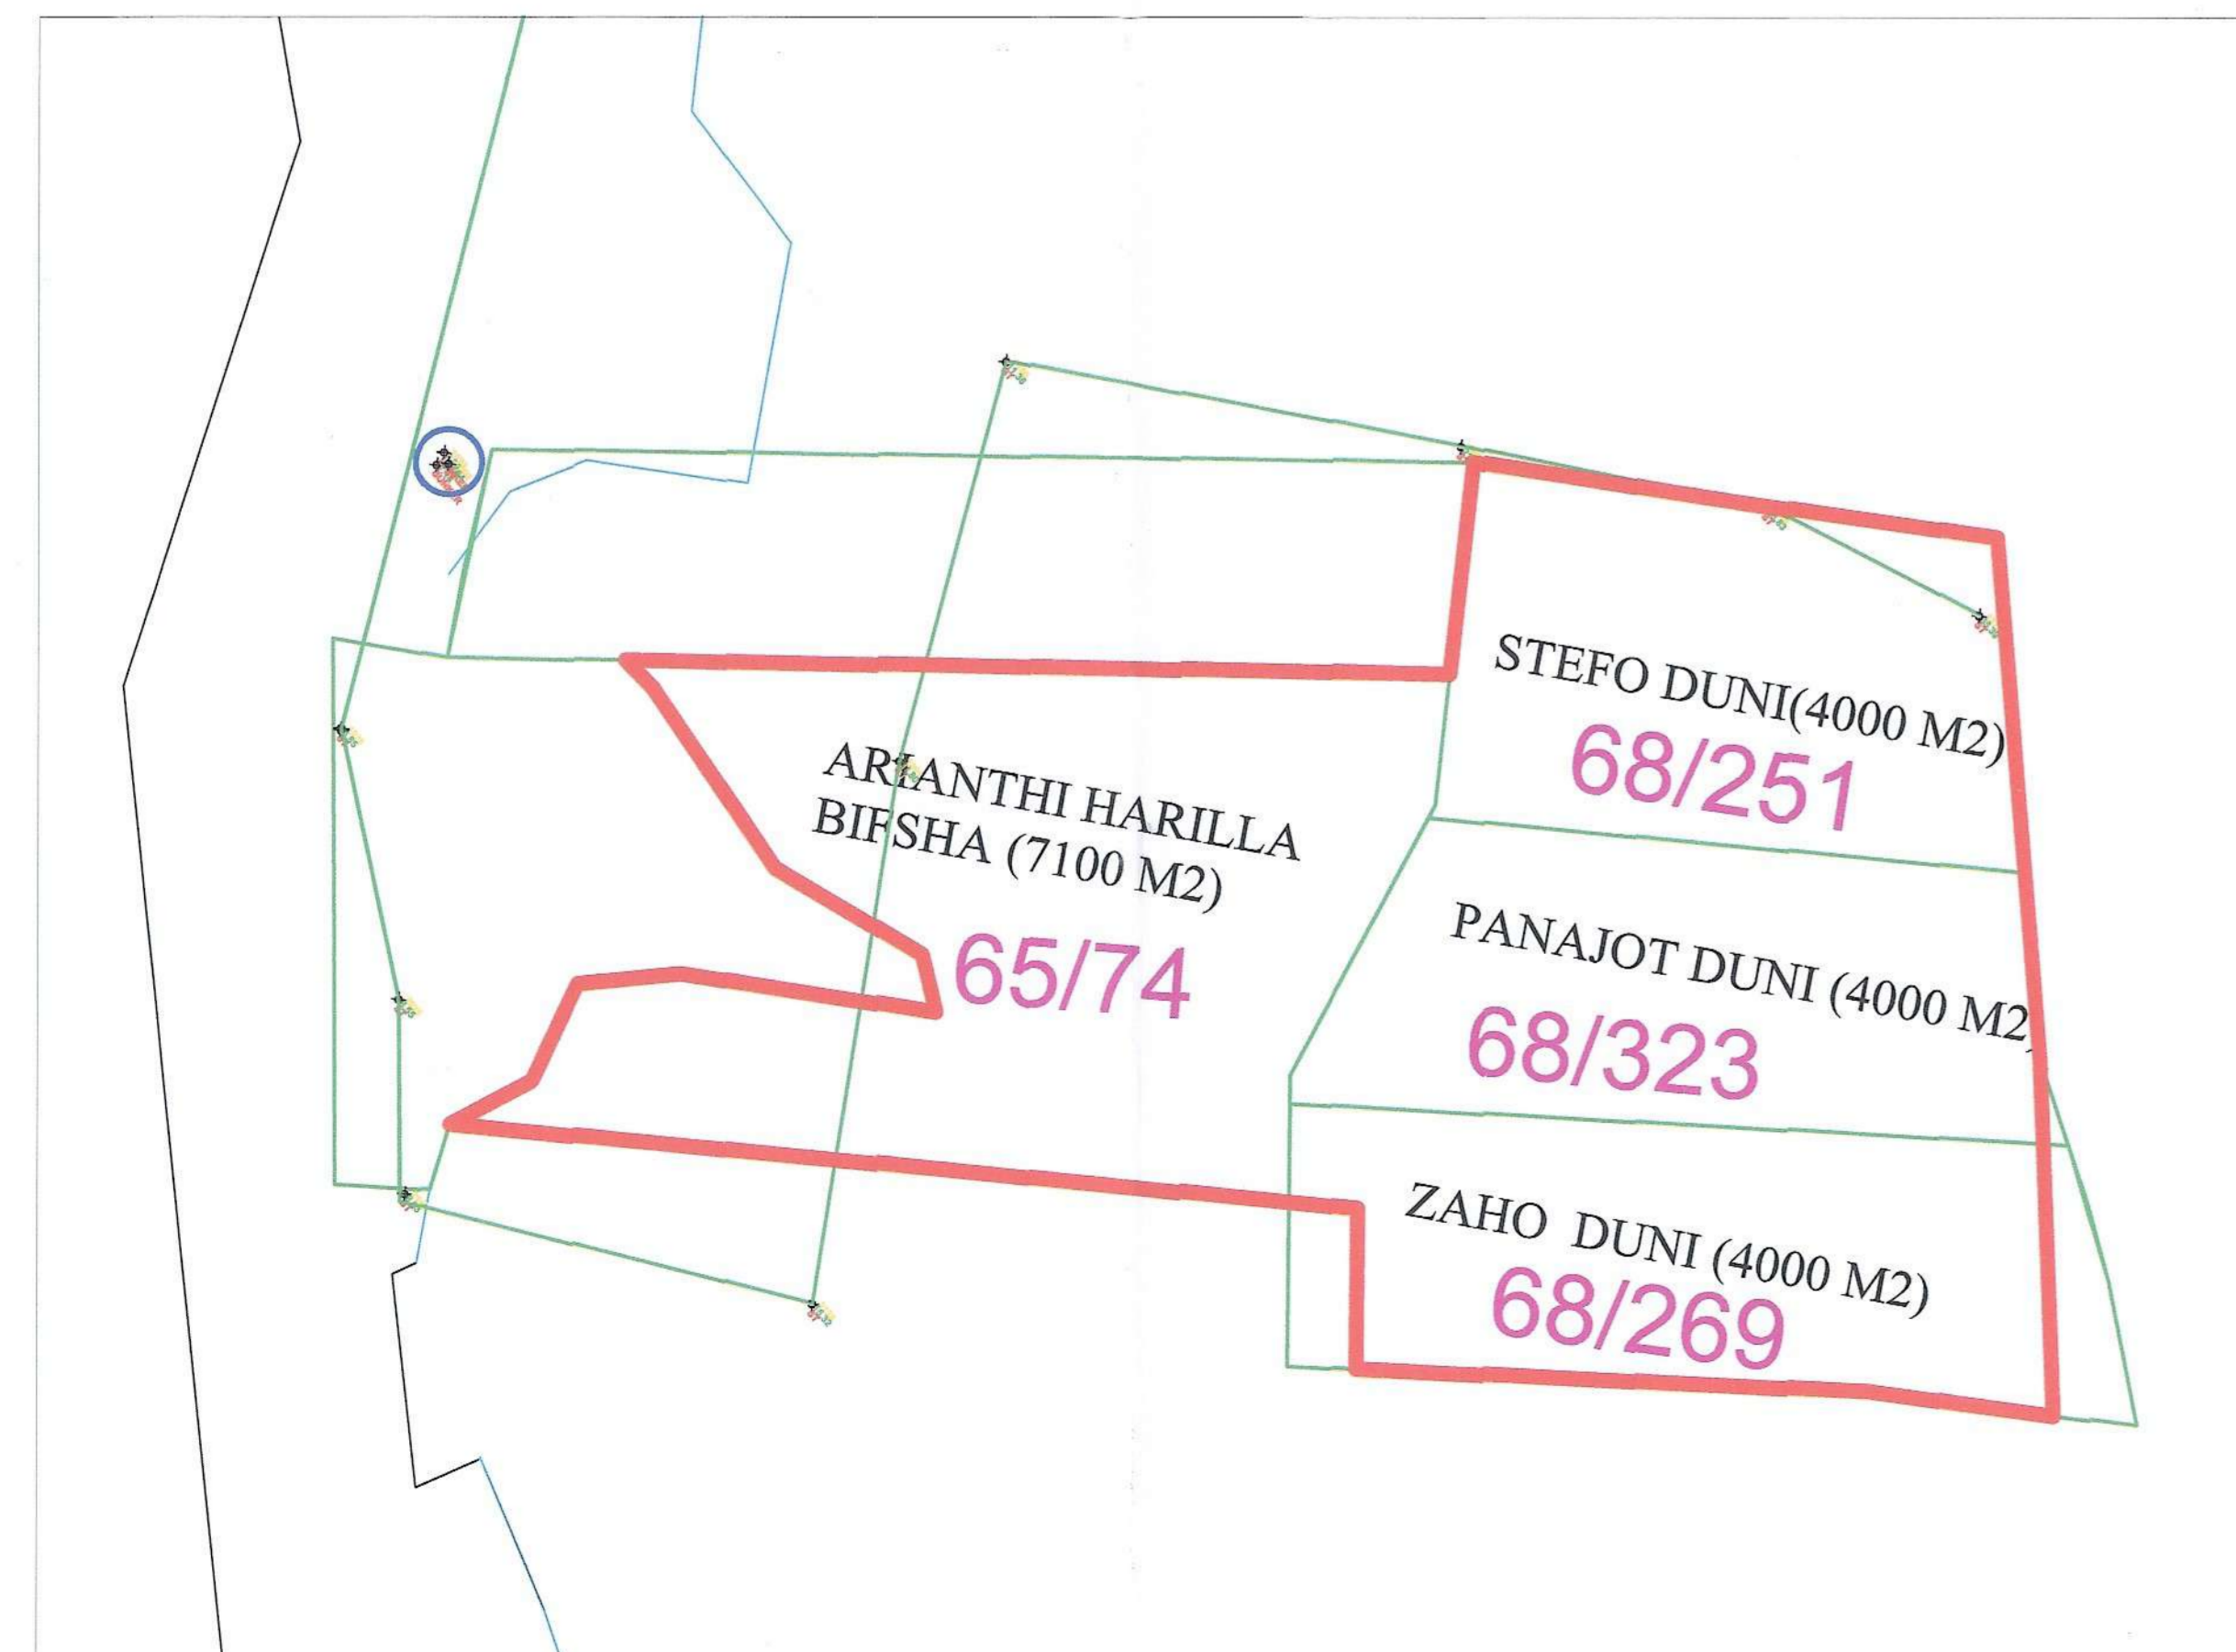 STEFO DUNI(4000 M2)
68/251
ARIANTHI HARILLA
BIFSHA (7100 M2)
65/74
PANAJOT DUNI (4000 M2)
68/323
ZAHO DUNI (4000 M2)
68/269